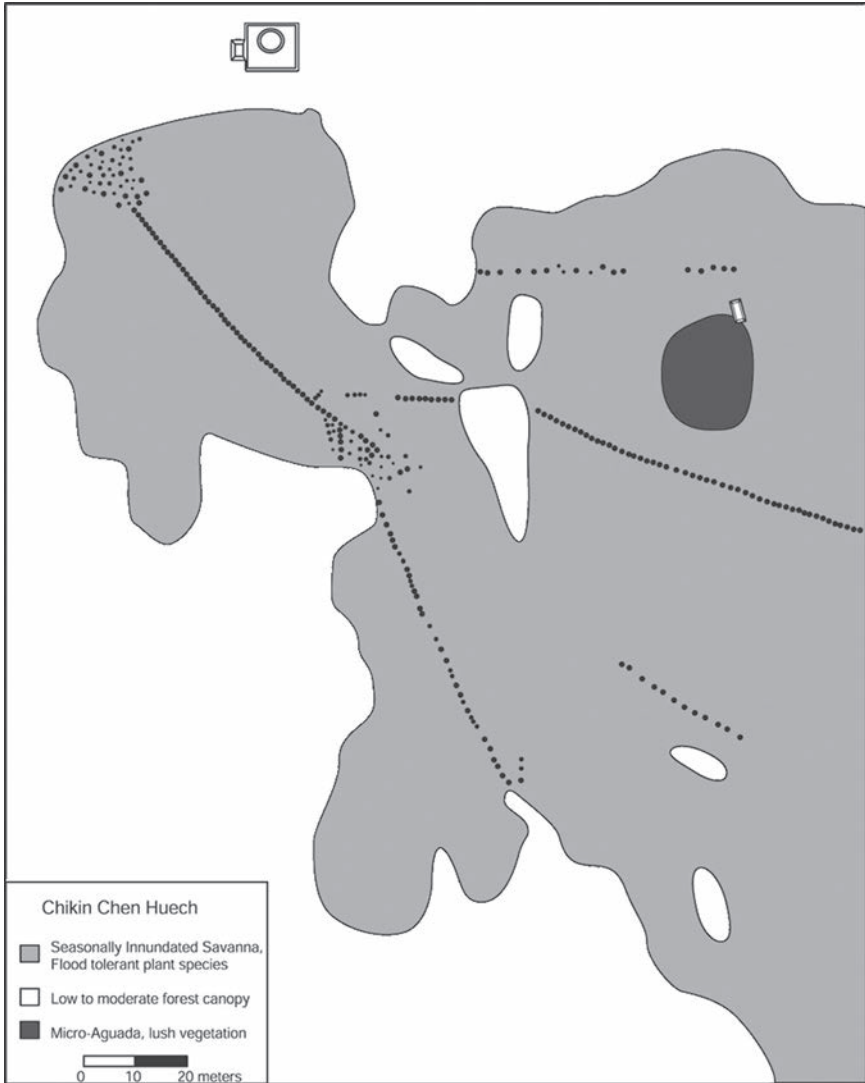 Chikin Chen Huech
Seasonally Innundated Savanna,
Flood tolerant plant species
Low to moderate forest canopy
Micro-Aguada, lush vegetation
0 10 20 meters